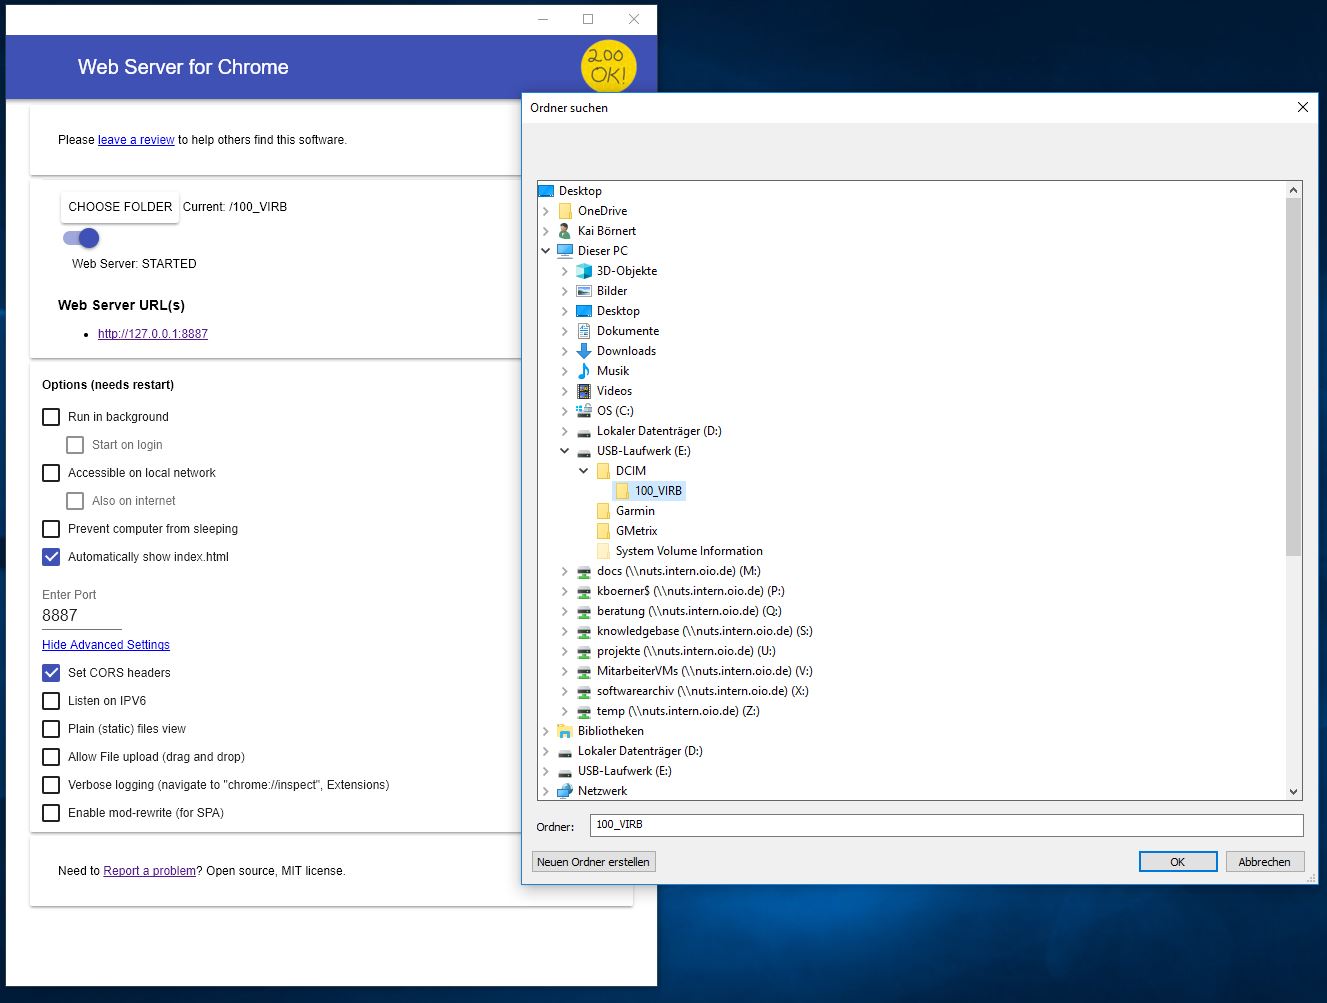 Web Server for Chrome
200
OK!
Please leave a review to help others find this software.
CHOOSE FOLDER Current: /100_VIRB
Web Server: STARTED
Web Server URL(s)
http://127.0.0.1:8887
Options (needs restart)
Run in background
Start on login
Accessible on local network
Also on internet
Prevent computer from sleeping
Automatically show index.html
Enter Port
8887
Hide Advanced Settings
Set CORS headers
Listen on IPV6
Plain (static) files view
Allow File upload (drag and drop)
Verbose logging (navigate to "chrome://inspect", Extensions)
Enable mod-rewrite (for SPA)
Need to Report a problem? Open source, MIT license.
Ordner suchen
Desktop
OneDrive
Kai Börnert
Dieser PC
3D-Objekte
Bilder
Desktop
Dokumente
Downloads
Musik
Videos
OS (C:)
Lokaler Datenträger (D:)
USB-Laufwerk (E:)
DCIM
100_VIRB
Garmin
GMetrix
System Volume Information
docs (\\nuts.intern.oio.de) (M:)
kboerner$ (\\nuts.intern.oio.de) (P:)
beratung (\\nuts.intern.oio.de) (Q:)
knowledgebase (\\nuts.intern.oio.de) (S:)
projekte (\\nuts.intern.oio.de) (U:)
MitarbeiterVMs (\\nuts.intern.oio.de) (V:)
softwarearchiv (\\nuts.intern.oio.de) (X:)
temp (\\nuts.intern.oio.de) (Z:)
Bibliotheken
Lokaler Datenträger (D:)
USB-Laufwerk (E:)
Netzwerk
Ordner: 100_VIRB
Neuen Ordner erstellen OK Abbrechen